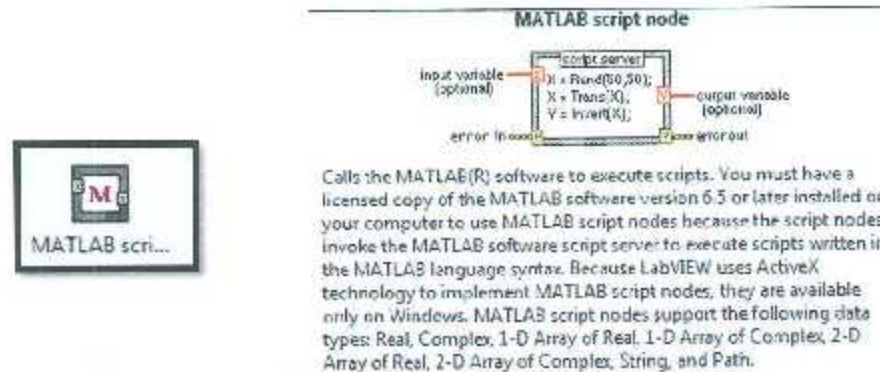 MATLAB script node
script server
input variable
(optional)
X = Rand(50,50);
X = Trans(X);
Y = Invert(X);
output variable
(optional)
error in
error out
M
MATLAB scri...
Calls the MATLAB(R) software to execute scripts. You must have a
licensed copy of the MATLAB software version 6.5 or later installed on
your computer to use MATLAB script nodes because the script nodes
invoke the MATLAB software script server to execute scripts written in
the MATLAB language syntax. Because LabVIEW uses ActiveX
technology to implement MATLAB script nodes, they are available
only on Windows. MATLAB script nodes support the following data
types: Real, Complex, 1-D Array of Real, 1-D Array of Complex, 2-D
Array of Real, 2-D Array of Complex, String, and Path.